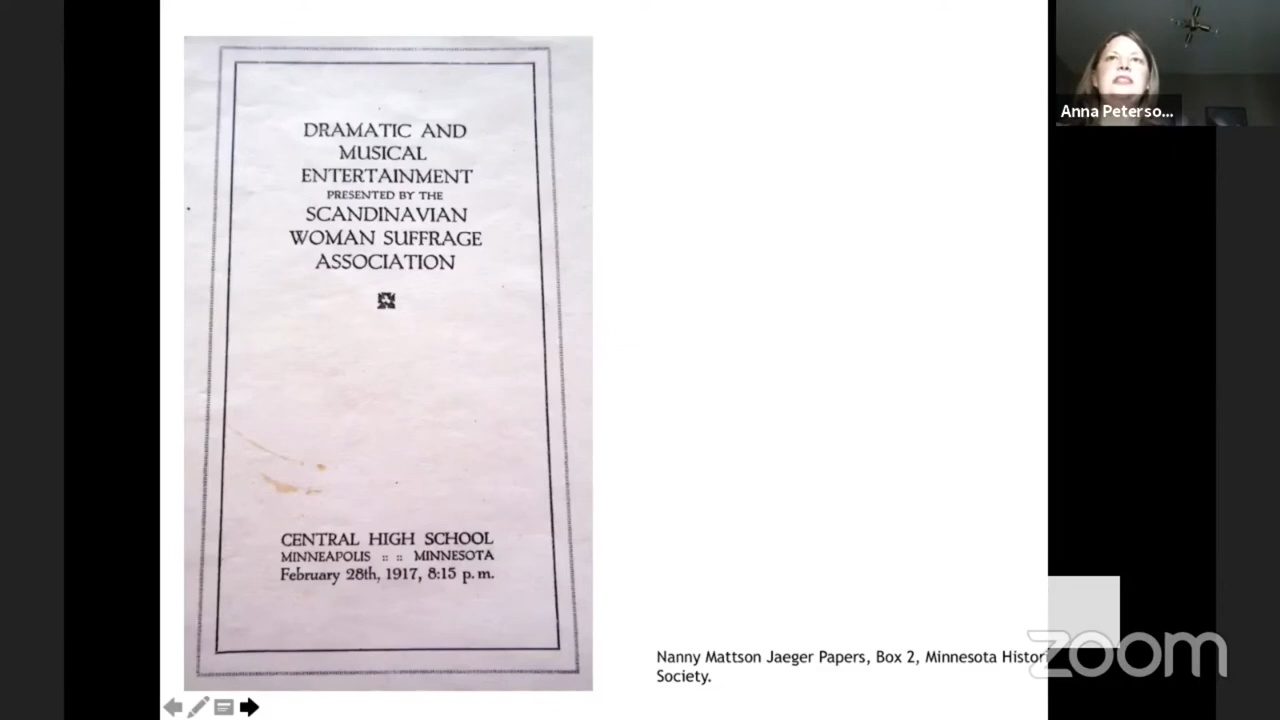 DRAMATIC AND
MUSICAL
ENTERTAINMENT
PRESENTED BY THE
SCANDINAVIAN
WOMAN SUFFRAGE
ASSOCIATION
CENTRAL HIGH SCHOOL
MINNEAPOLIS :: :: MINNESOTA
February 28th, 1917, 8:15 p. m.
Nanny Mattson Jaeger Papers, Box 2, Minnesota Histori
Society.
Anna Peterso...
zoom